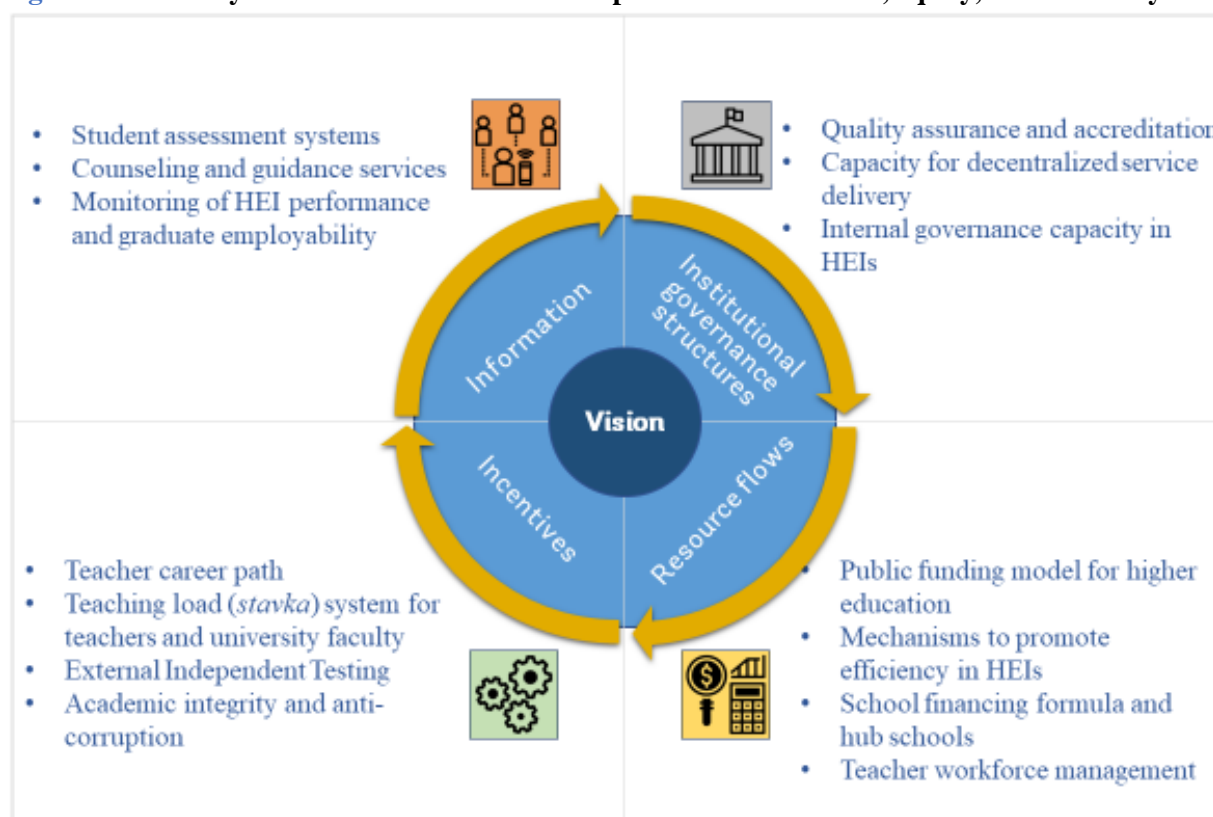 • Student assessment systems
• Counseling and guidance services
• Monitoring of HEI performance
and graduate employability
• Quality assurance and accreditation
• Capacity for decentralized service
delivery
• Internal governance capacity in
HEIs
Information
Institutional
governance
structures
Vision
Incentives
Resource flows
• Teacher career path
• Teaching load (stavka) system for
teachers and university faculty
• External Independent Testing
• Academic integrity and anti-
corruption
• Public funding model for higher
education
• Mechanisms to promote
efficiency in HEIs
• School financing formula and
hub schools
• Teacher workforce management